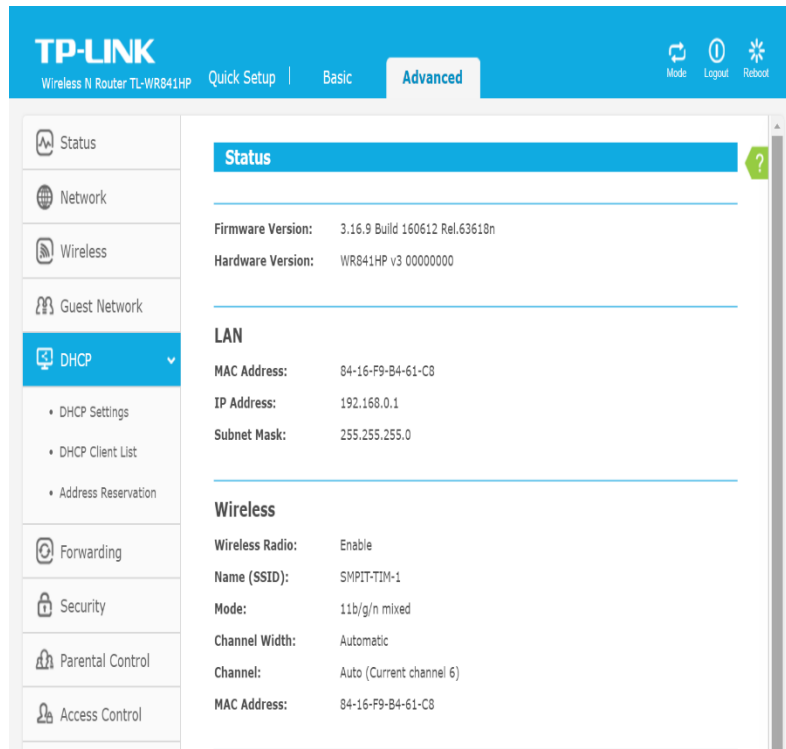 TP-LINK
Wireless N Router TL-WR841HP
Quick Setup
Basic
Advanced
Mode
Logout
Reboot
Status
Network
Wireless
Guest Network
DHCP
• DHCP Settings
• DHCP Client List
• Address Reservation
Forwarding
Security
Parental Control
Access Control
Status
?
Firmware Version: 3.16.9 Build 160612 Rel.63618n
Hardware Version: WR841HP v3 00000000
LAN
MAC Address: 84-16-F9-B4-61-C8
IP Address: 192.168.0.1
Subnet Mask: 255.255.255.0
Wireless
Wireless Radio: Enable
Name (SSID): SMPIT-TIM-1
Mode: 11b/g/n mixed
Channel Width: Automatic
Channel: Auto (Current channel 6)
MAC Address: 84-16-F9-B4-61-C8